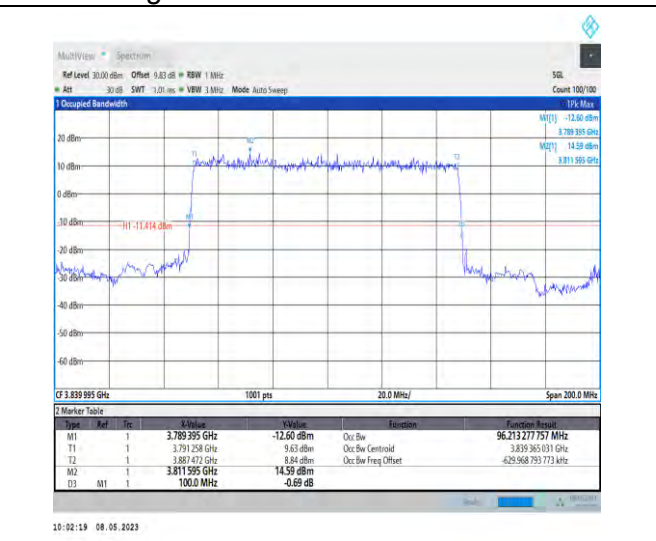 MultiView Spectrum
Ref Level 30.00 dBm Offset 9.83 dB RBW 1 MHz SGL
Att 30 dB SWT 1.01 ms VBW 3 MHz Mode Auto Sweep Count 100/100
1 Occupied Bandwidth 1Pk Max
M1[1] -12.60 dBm
3.789 395 GHz
M2[1] 14.59 dBm
3.811 595 GHz
20 dBm
M2
T1 T2
10 dBm
0 dBm
M1
-10 dBm
H1 -11.414 dBm
-20 dBm
-30 dBm
-40 dBm
-50 dBm
-60 dBm
CF 3.839 995 GHz 1001 pts 20.0 MHz/ Span 200.0 MHz
2 Marker Table
Type Ref Trc X-Value Y-Value Function Function Result
M1 1 3.789 395 GHz -12.60 dBm Occ Bw 96.213 277 757 MHz
T1 1 3.791 258 GHz 9.63 dBm Occ Bw Centroid 3.839 365 031 GHz
T2 1 3.887 472 GHz 8.84 dBm Occ Bw Freq Offset -629.968 793 773 kHz
M2 1 3.811 595 GHz 14.59 dBm
D3 M1 1 100.0 MHz -0.69 dB
10:02:19 08.05.2023